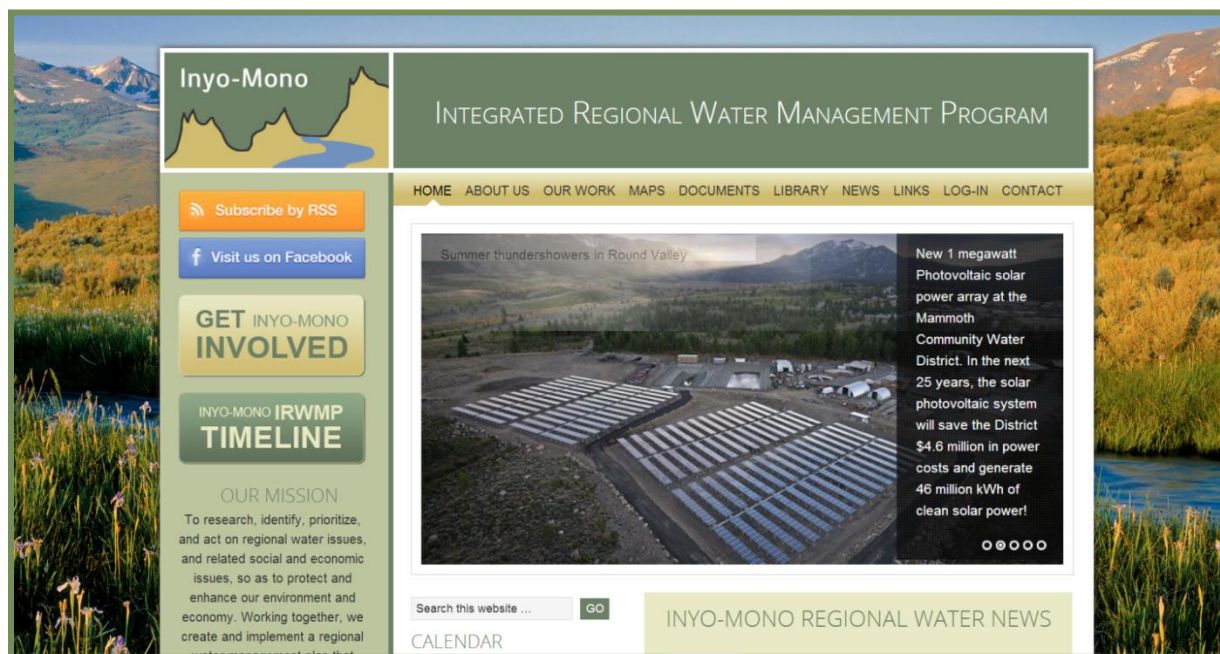 Inyo-Mono
INTEGRATED REGIONAL WATER MANAGEMENT PROGRAM
HOME ABOUT US OUR WORK MAPS DOCUMENTS LIBRARY NEWS LINKS LOG-IN CONTACT
Subscribe by RSS
f Visit us on Facebook
GET INYO-MONO
INVOLVED
INYO-MONO IRWMP
TIMELINE
OUR MISSION
To research, identify, prioritize,
and act on regional water issues,
and related social and economic
issues, so as to protect and
enhance our environment and
economy. Working together, we
create and implement a regional
water management plan that
Summer thundershowers in Round Valley
New 1 megawatt
Photovoltaic solar
power array at the
Mammoth
Community Water
District. In the next
25 years, the solar
photovoltaic system
will save the District
$4.6 million in power
costs and generate
46 million kWh of
clean solar power!
Search this website ...
GO
CALENDAR
INYO-MONO REGIONAL WATER NEWS